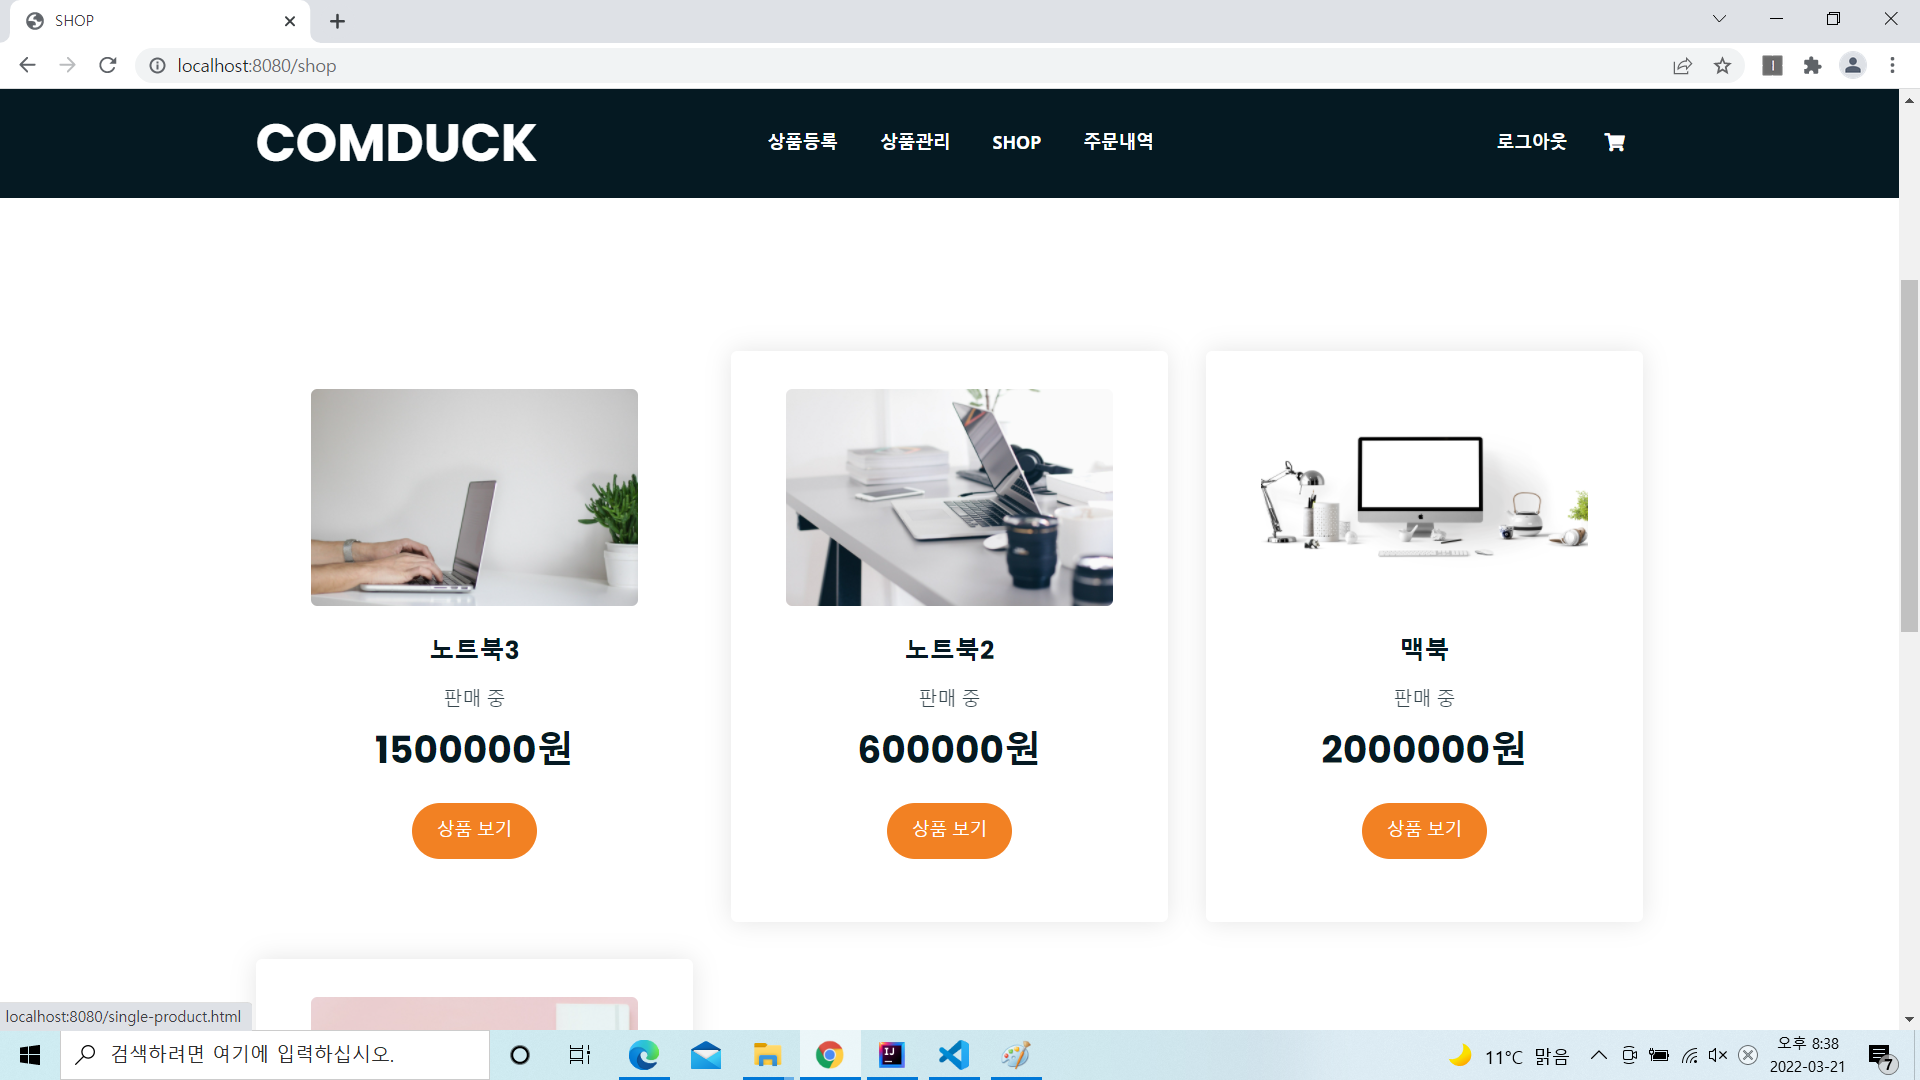 SHOP
localhost:8080/shop
COMDUCK
상품등록 상품관리 SHOP 주문내역 로그아웃
노트북3
판매 중
1500000원
상품 보기
노트북2
판매 중
600000원
상품 보기
맥북
판매 중
2000000원
상품 보기
localhost:8080/single-product.html
검색하려면 여기에 입력하십시오.
11°C 맑음
오후 8:38
2022-03-21
7